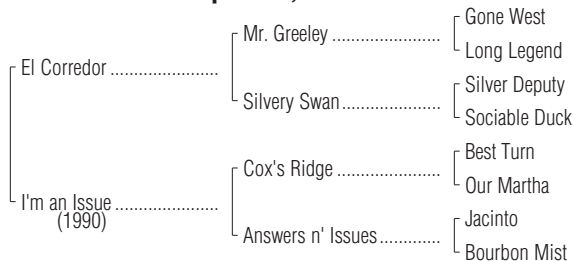 Gone West
Mr. Greeley ....................
Long Legend
El Corredor ....................
Silver Deputy
Silvery Swan ..................
Sociable Duck
Best Turn
Cox's Ridge ...................
Our Martha
I'm an Issue ...................
(1990)
Jacinto
Answers n' Issues .............
Bourbon Mist